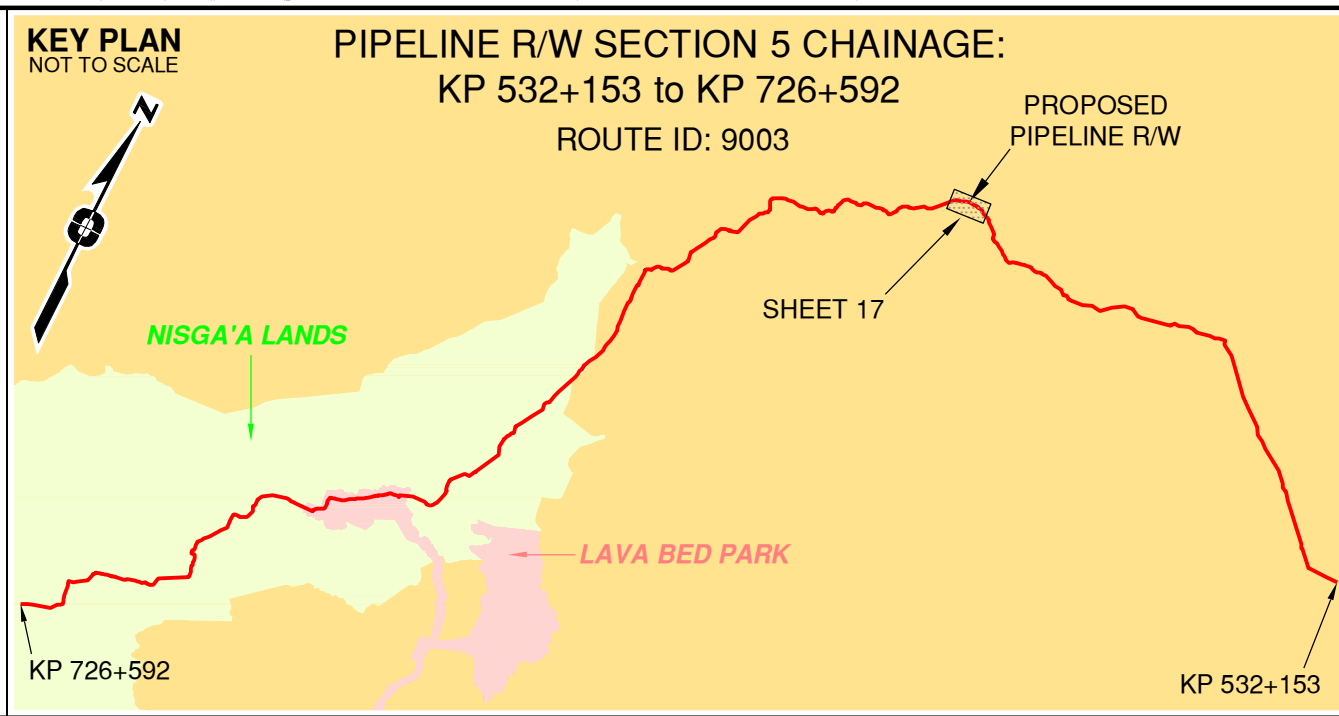 KEY PLAN
NOT TO SCALE
PIPELINE R/W SECTION 5 CHAINAGE:
KP 532+153 to KP 726+592
ROUTE ID: 9003
N
PROPOSED
PIPELINE R/W
SHEET 17
NISGA'A LANDS
LAVA BED PARK
KP 726+592
KP 532+153